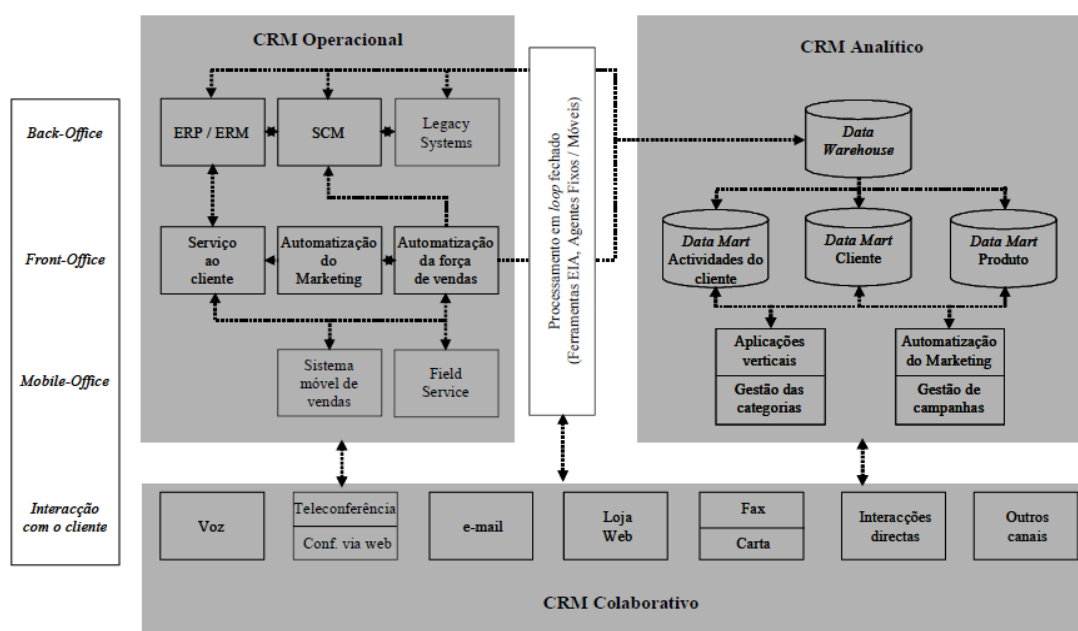 CRM Operacional
CRM Analítico
Back-Office
Front-Office
Mobile-Office
Interacção
com o cliente
ERP / ERM
SCM
Legacy
Systems
Serviço
ao
cliente
Automatização
do
Marketing
Automatização
da força
de vendas
Sistema
móvel de
vendas
Field
Service
Processamento em loop fechado
(Ferramentas EIA, Agentes Fixos / Móveis)
Data
Warehouse
Data Mart
Actividades do
cliente
Data Mart
Cliente
Data Mart
Produto
Aplicações
verticais
Gestão das
categorias
Automatização
do Marketing
Gestão de
campanhas
Voz
Teleconferência
Conf. via web
e-mail
Loja
Web
Fax
Carta
Interacções
directas
Outros
canais
CRM Colaborativo